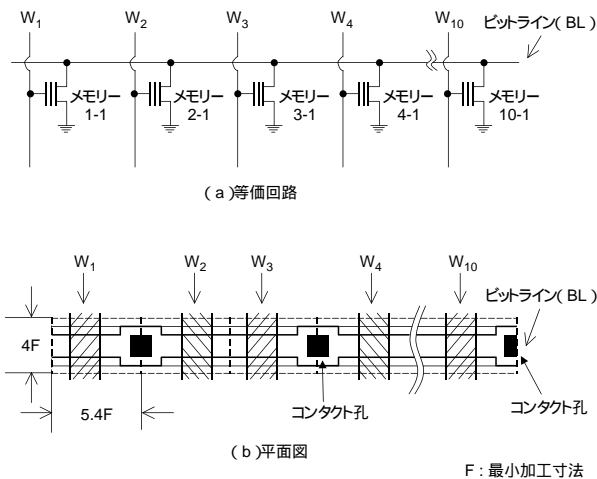 W1 W2 W3 W4 W10
ビットライン(BL)
メモリー
1-1
メモリー
2-1
メモリー
3-1
メモリー
4-1
メモリー
10-1
(a)等価回路
W1 W2 W3 W4 W10
ビットライン(BL)
4F
5.4F
コンタクト孔
コンタクト孔
(b)平面図
F:最小加工寸法